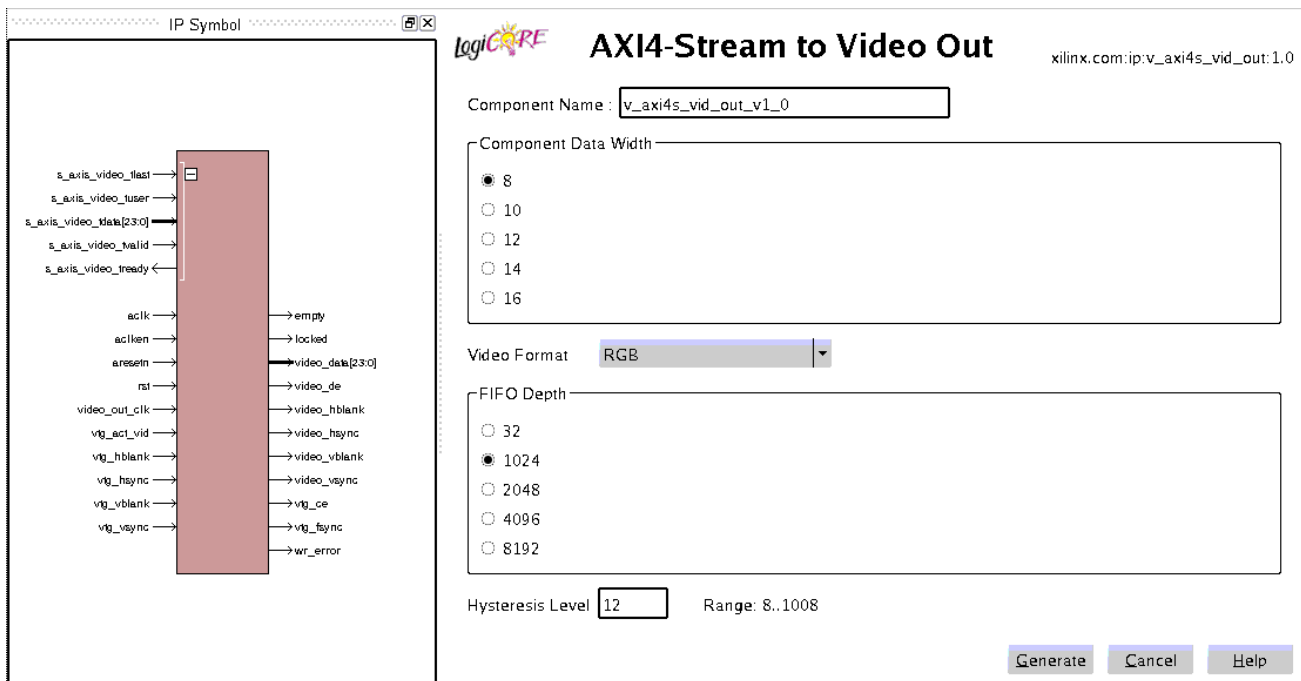 IP Symbol
s_axis_video_tlast
s_axis_video_tuser
s_axis_video_tdata[23:0]
s_axis_video_tvalid
s_axis_video_tready
aclk
aclken
aresetn
rst
video_out_clk
vtg_act_vid
vtg_hblank
vtg_hsync
vtg_vblank
vtg_vsync
empty
locked
video_data[23:0]
video_de
video_hblank
video_hsync
video_vblank
video_vsync
vtg_ce
vtg_fsync
wr_error
LogiCORE
AXI4-Stream to Video Out
xilinx.com:ip:v_axi4s_vid_out:1.0
Component Name : v_axi4s_vid_out_v1_0
Component Data Width
8
10
12
14
16
Video Format RGB
FIFO Depth
32
1024
2048
4096
8192
Hysteresis Level 12 Range: 8..1008
Generate Cancel Help